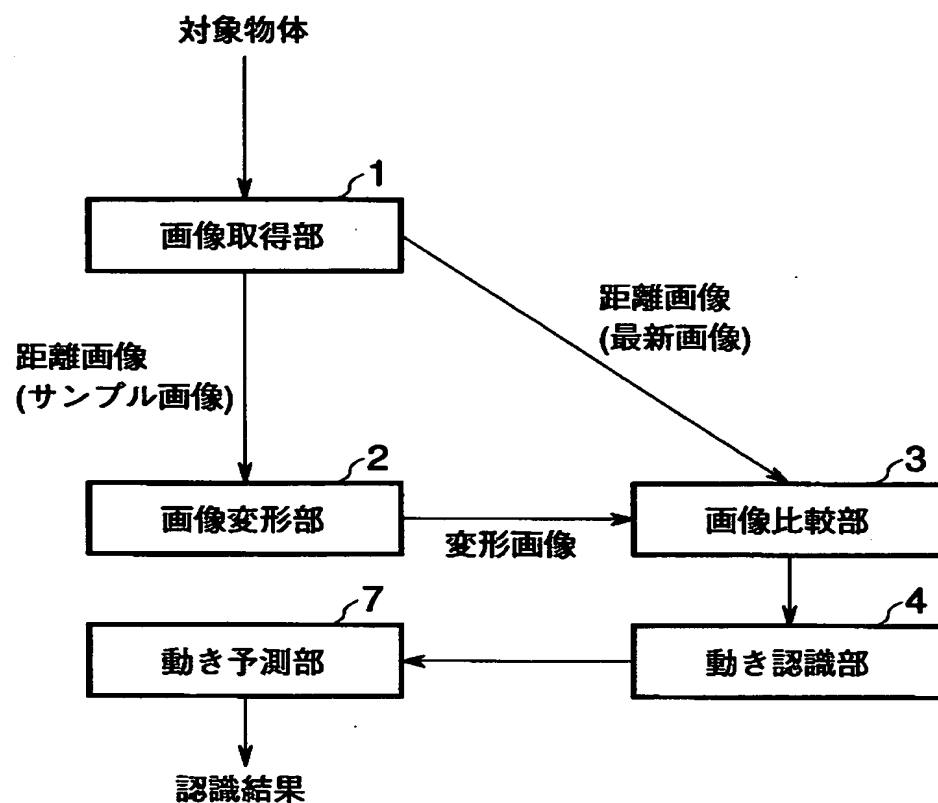 対象物体
1
画像取得部
距離画像
(最新画像)
距離画像
(サンプル画像)
2
画像変形部
変形画像
3
画像比較部
7
動き予測部
4
動き認識部
認識結果